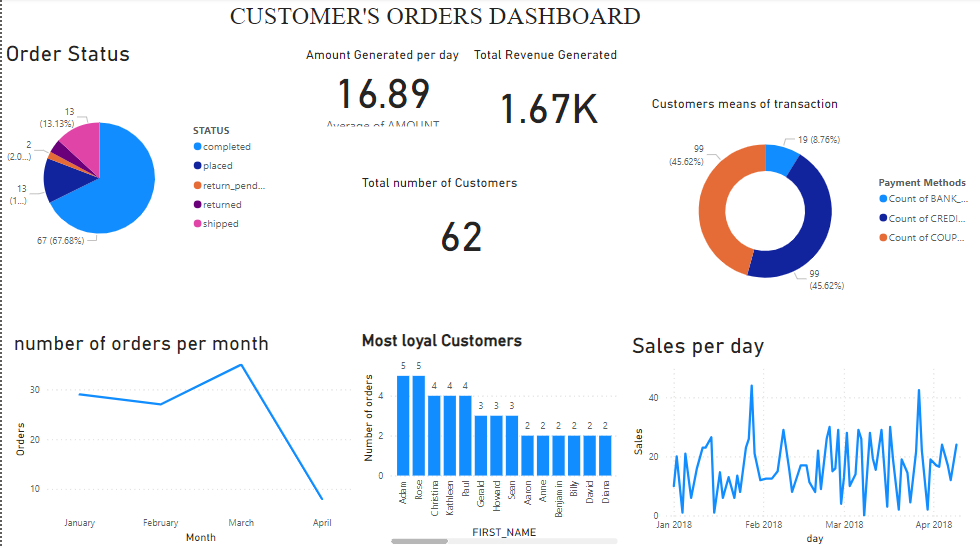 CUSTOMER'S ORDERS DASHBOARD
Order Status
13
(13.13%)
2
(2.0...)
13
(1...)
67 (67.68%)
STATUS
completed
placed
return_pend...
returned
shipped
Amount Generated per day
16.89
Average of AMOUNT
Total Revenue Generated
1.67K
Total number of Customers
62
Customers means of transaction
19 (8.76%)
99
(45.62%)
99
(45.62%)
Payment Methods
Count of BANK_...
Count of CREDI...
Count of COUP...
number of orders per month
Orders
30
20
10
January February March April
Month
Most loyal Customers
Number of orders
4
2
0
5 5 4 4 4 3 3 3 2 2 2 2 2 2
Adam Rose Christina Kathleen Paul Gerald Howard Sean Aaron Anne Benjamin Billy David Diana
FIRST_NAME
Sales per day
Sales
40
20
0
Jan 2018 Feb 2018 Mar 2018 Apr 2018
day